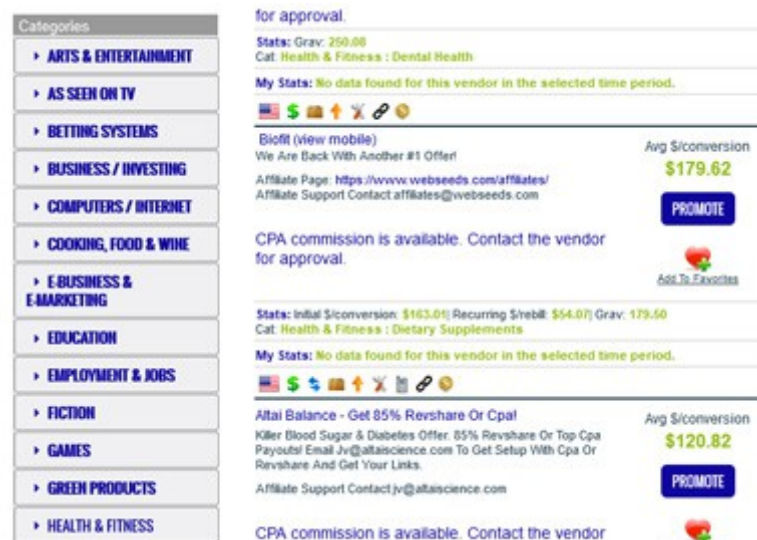 Categories
ARTS & ENTERTAINMENT
AS SEEN ON TV
BETTING SYSTEMS
BUSINESS / INVESTING
COMPUTERS / INTERNET
COOKING, FOOD & WINE
E-BUSINESS &
E-MARKETING
EDUCATION
EMPLOYMENT & JOBS
FICTION
GAMES
GREEN PRODUCTS
HEALTH & FITNESS
for approval.
Stats: Grav: 250.08
Cat: Health & Fitness : Dental Health
My Stats: No data found for this vendor in the selected time period.
Biofit (view mobile)
We Are Back With Another #1 Offer!
Affiliate Page: https://www.webseeds.com/affiliates/
Affiliate Support Contact:affiliates@webseeds.com
CPA commission is available. Contact the vendor
for approval.
Avg $/conversion
$179.62
PROMOTE
Add To Favorites
Stats: Initial $/conversion: $163.01| Recurring $/rebill: $54.07| Grav: 179.50
Cat: Health & Fitness : Dietary Supplements
My Stats: No data found for this vendor in the selected time period.
Altai Balance - Get 85% Revshare Or Cpa!
Killer Blood Sugar & Diabetes Offer. 85% Revshare Or Top Cpa
Payouts! Email Jv@altaiscience.com To Get Setup With Cpa Or
Revshare And Get Your Links.
Affiliate Support Contact:jv@altaiscience.com
CPA commission is available. Contact the vendor
Avg $/conversion
$120.82
PROMOTE